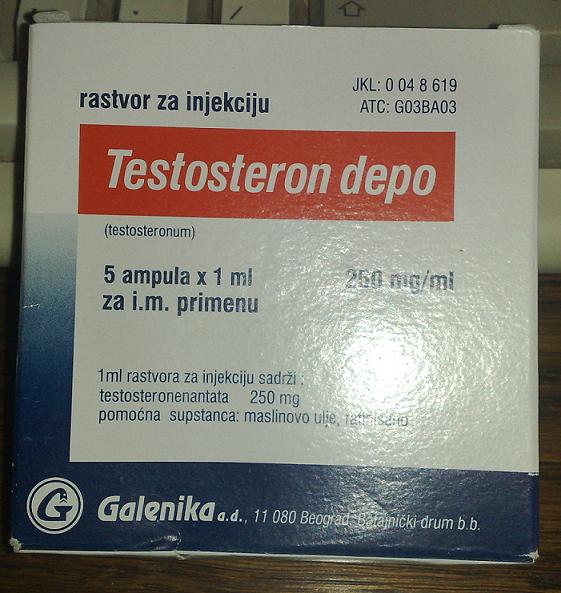 rastvor za injekciju
JKL: 0 04 8 619
ATC: G03BA03
Testosteron depo
(testosteronum)
5 ampula x 1 ml
250 mg/ml
za i.m. primenu
1ml rastvora za injekciju sadrži :
testosteronenantata 250 mg
pomoćna supstanca: maslinovo ulje, rafinisano
G
Galenika a.d., 11 080 Beograd, Batajnički drum b.b.